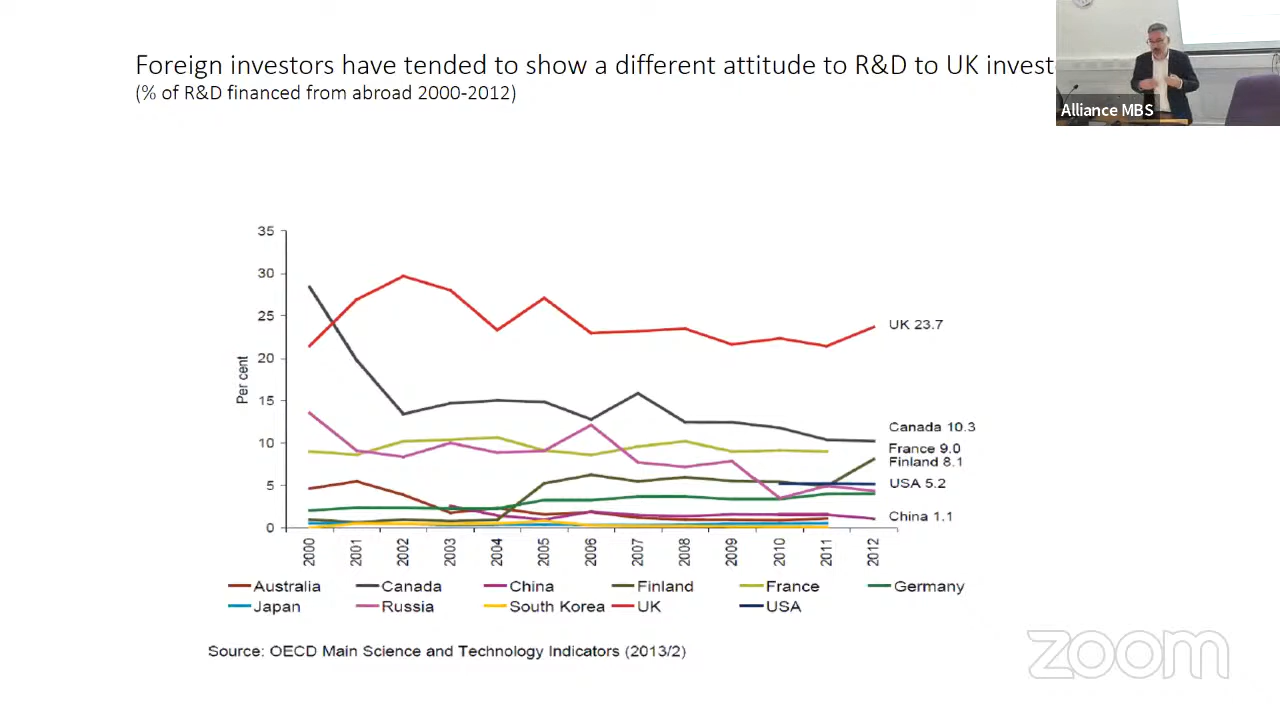 Foreign investors have tended to show a different attitude to R&D to UK invest
(% of R&D financed from abroad 2000-2012)
Alliance MBS
35
30
25
20
15
10
5
0
Per cent
UK 23.7
Canada 10.3
France 9.0
Finland 8.1
USA 5.2
China 1.1
2000 2001 2002 2003 2004 2005 2006 2007 2008 2009 2010 2011 2012
Australia Canada China Finland France Germany
Japan Russia South Korea UK USA
Source: OECD Main Science and Technology Indicators (2013/2)
zoom